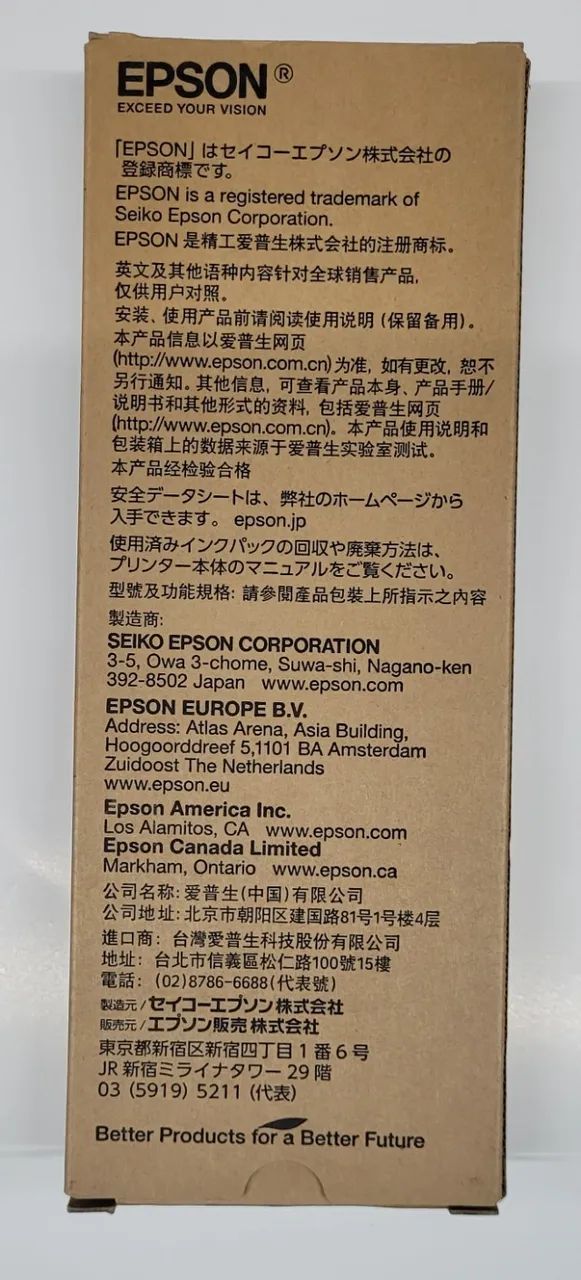 EPSON®
EXCEED YOUR VISION
「EPSON」はセイコーエプソン株式会社の
登録商標です。
EPSON is a registered trademark of
Seiko Epson Corporation.
EPSON 是精工爱普生株式会社的注册商标。
英文及其他语种内容针对全球销售产品,
仅供用户对照。
安装、使用产品前请阅读使用说明 (保留备用)。
本产品信息以爱普生网页
(http://www.epson.com.cn)为准, 如有更改, 恕不
另行通知。其他信息, 可查看产品本身、产品手册/
说明书和其他形式的资料, 包括爱普生网页
(http://www.epson.com.cn)。本产品使用说明和
包装箱上的数据来源于爱普生实验室测试。
本产品经检验合格
安全データシートは、弊社のホームページから
入手できます。 epson.jp
使用済みインクパックの回収や廃棄方法は、
プリンター本体のマニュアルをご覧ください。
型號及功能規格: 請參閱產品包裝上所指示之內容
製造商:
SEIKO EPSON CORPORATION
3-5, Owa 3-chome, Suwa-shi, Nagano-ken
392-8502 Japan www.epson.com
EPSON EUROPE B.V.
Address: Atlas Arena, Asia Building,
Hoogoorddreef 5,1101 BA Amsterdam
Zuidoost The Netherlands
www.epson.eu
Epson America Inc.
Los Alamitos, CA www.epson.com
Epson Canada Limited
Markham, Ontario www.epson.ca
公司名称: 爱普生(中国)有限公司
公司地址: 北京市朝阳区建国路81号1号楼4层
進口商: 台灣愛普生科技股份有限公司
地址: 台北市信義區松仁路100號15樓
電話: (02)8786-6688(代表號)
製造元 / セイコーエプソン株式会社
販売元 / エプソン販売株式会社
東京都新宿区新宿四丁目1番6号
JR新宿ミライナタワー29階
03 (5919) 5211 (代表)
Better Products for a Better Future